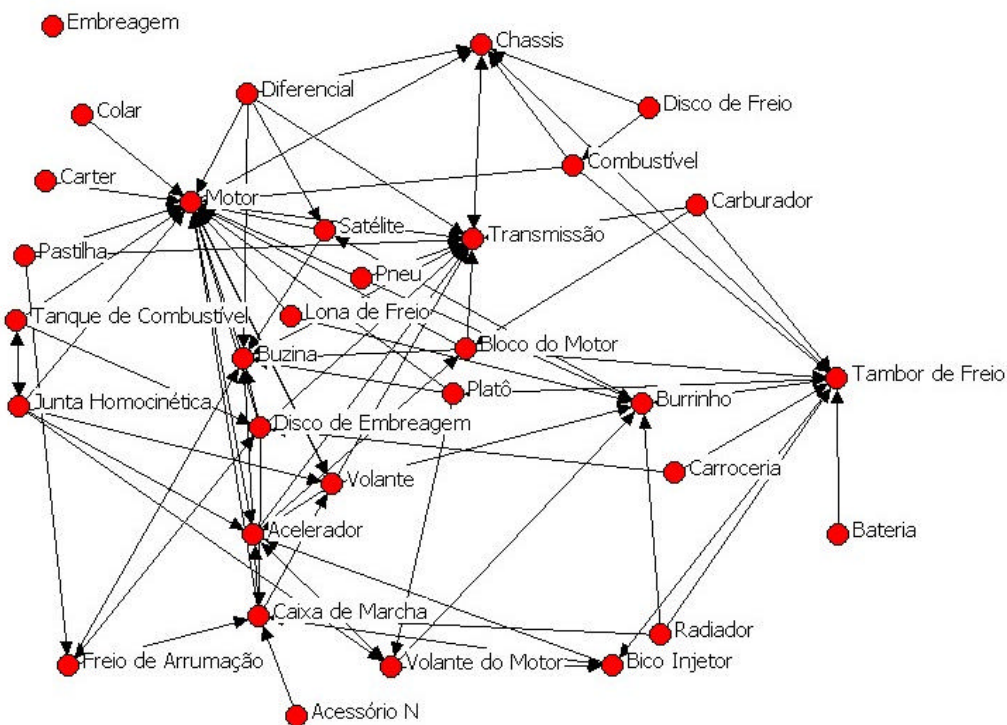 Embreagem
Chassis
Diferencial
Disco de Freio
Colar
Combustível
Carter
Motor
Carburador
Satélite
Transmissão
Pastilha
Pneu
Lona de Freio
Tanque de Combustível
Bloco do Motor
Buzina
Tambor de Freio
Platô
Burrinho
Junta Homocinética
Disco de Embreagem
Carroceria
Volante
Acelerador
Bateria
Caixa de Marcha
Radiador
Freio de Arrumação
Volante do Motor
Bico Injetor
Acessório N